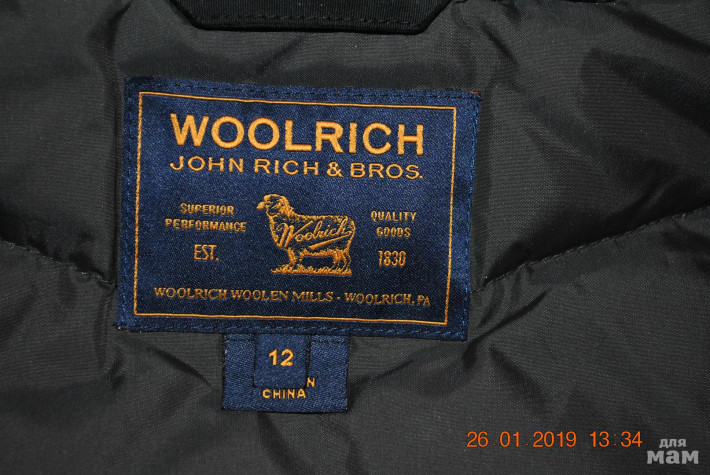 WOOLRICH
JOHN RICH & BROS.
SUPERIOR
PERFORMANCE
EST.
Woolrich
QUALITY
GOODS
1830
WOOLRICH WOOLEN MILLS - WOOLRICH, PA
12
N
CHINA
26 01 2019 13:34
для
мам